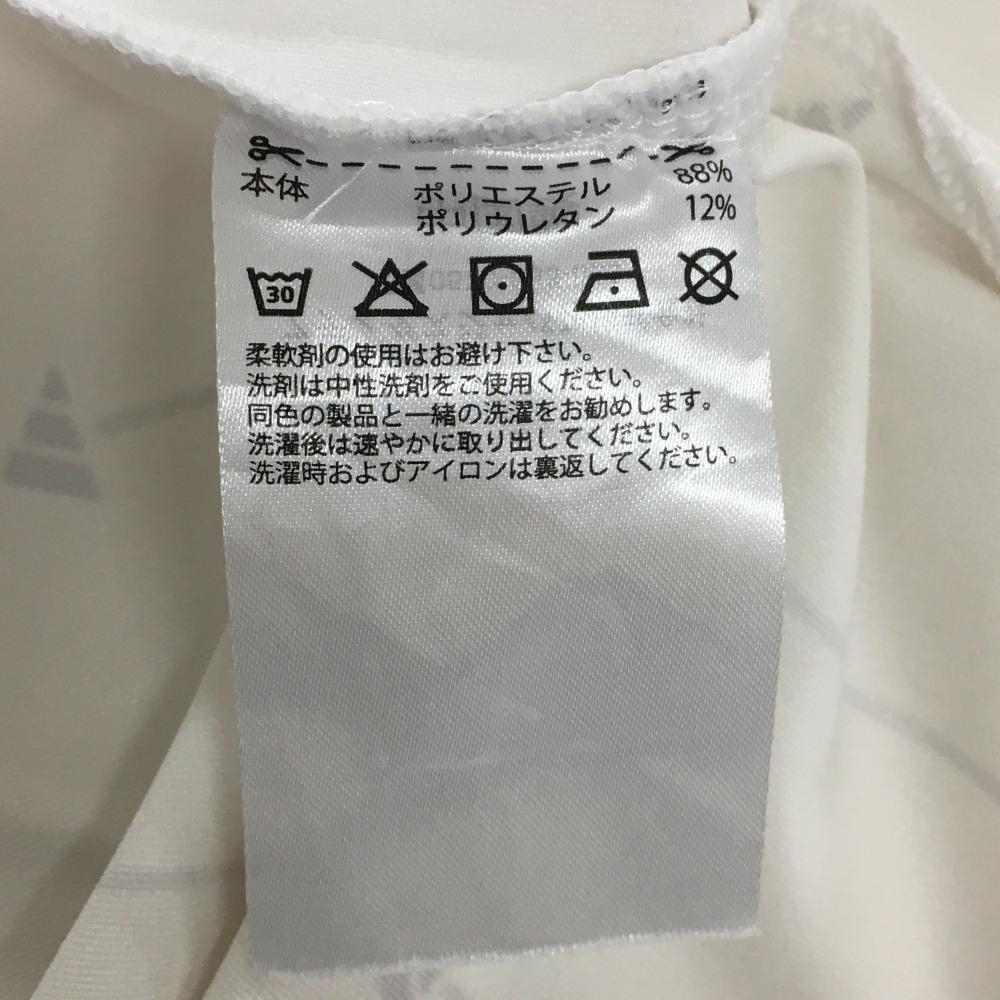 本体 ポリエステル 88%
ポリウレタン 12%
30
柔軟剤の使用はお避け下さい。
洗剤は中性洗剤をご使用ください。
同色の製品と一緒の洗濯をお勧めします。
洗濯後は速やかに取り出してください。
洗濯時およびアイロンは裏返してください。